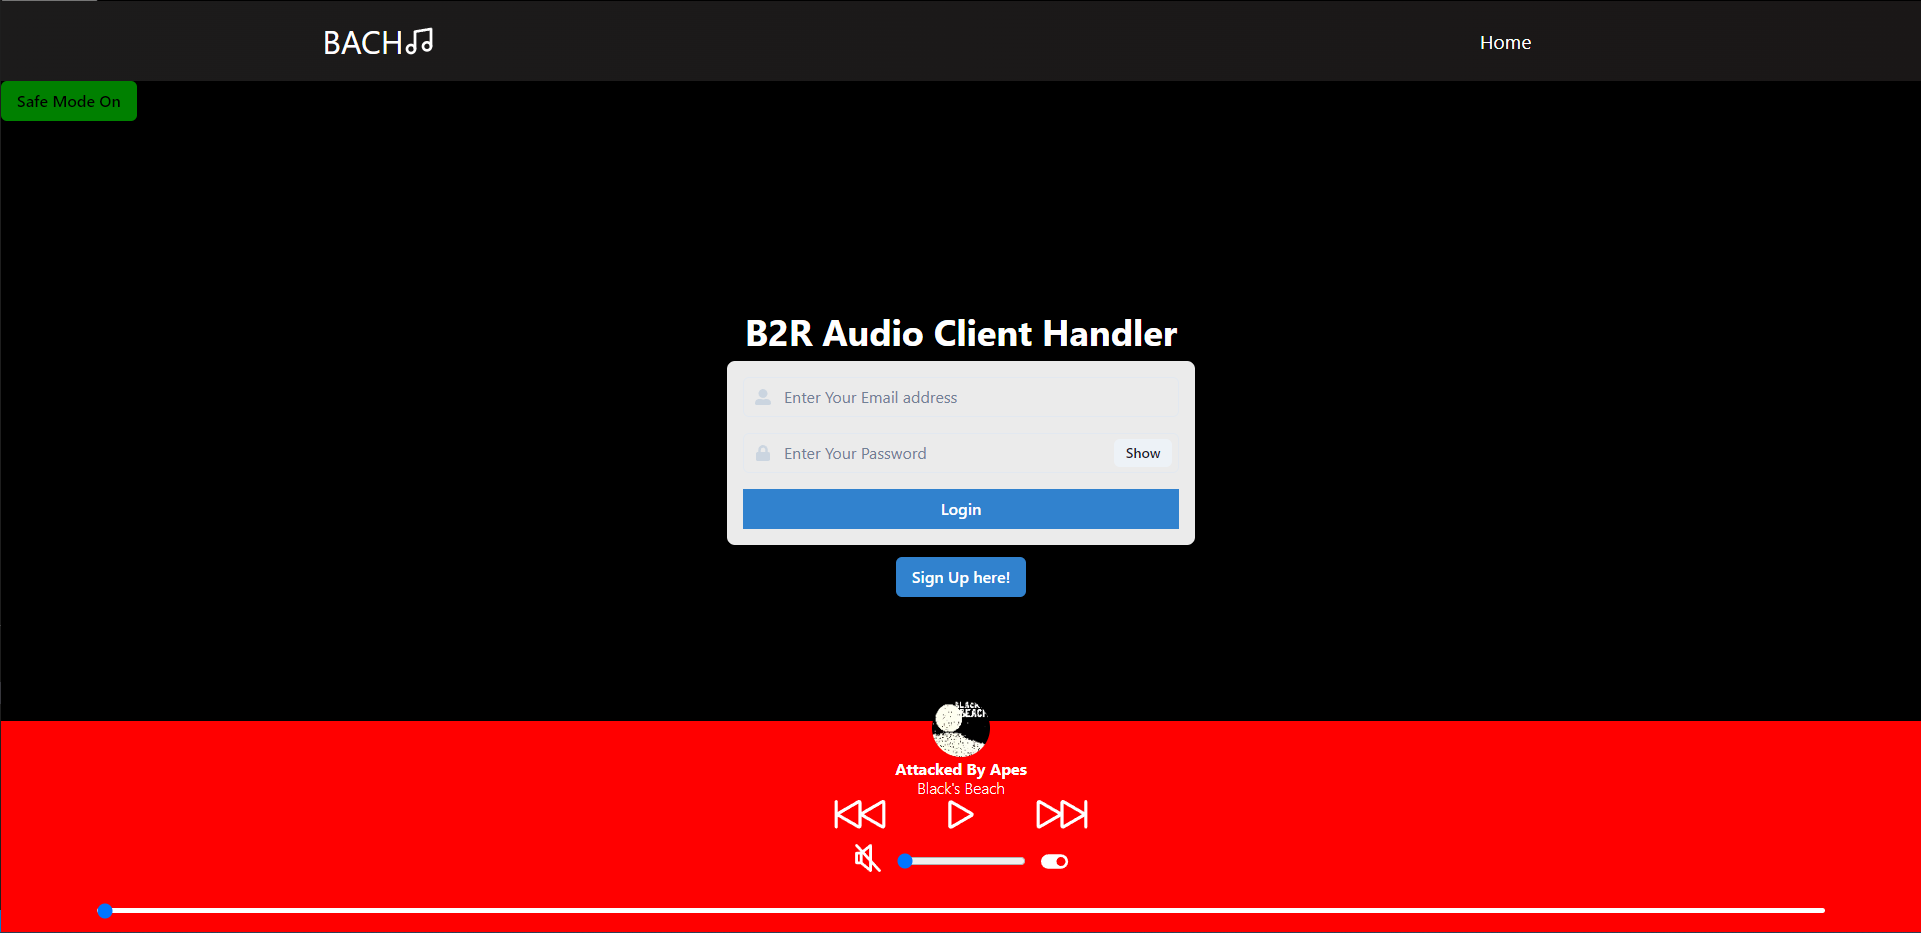 BACH
Home
Safe Mode On
B2R Audio Client Handler
Enter Your Email address
Enter Your Password
Show
Login
Sign Up here!
BLACK
BEACH
Attacked By Apes
Black's Beach